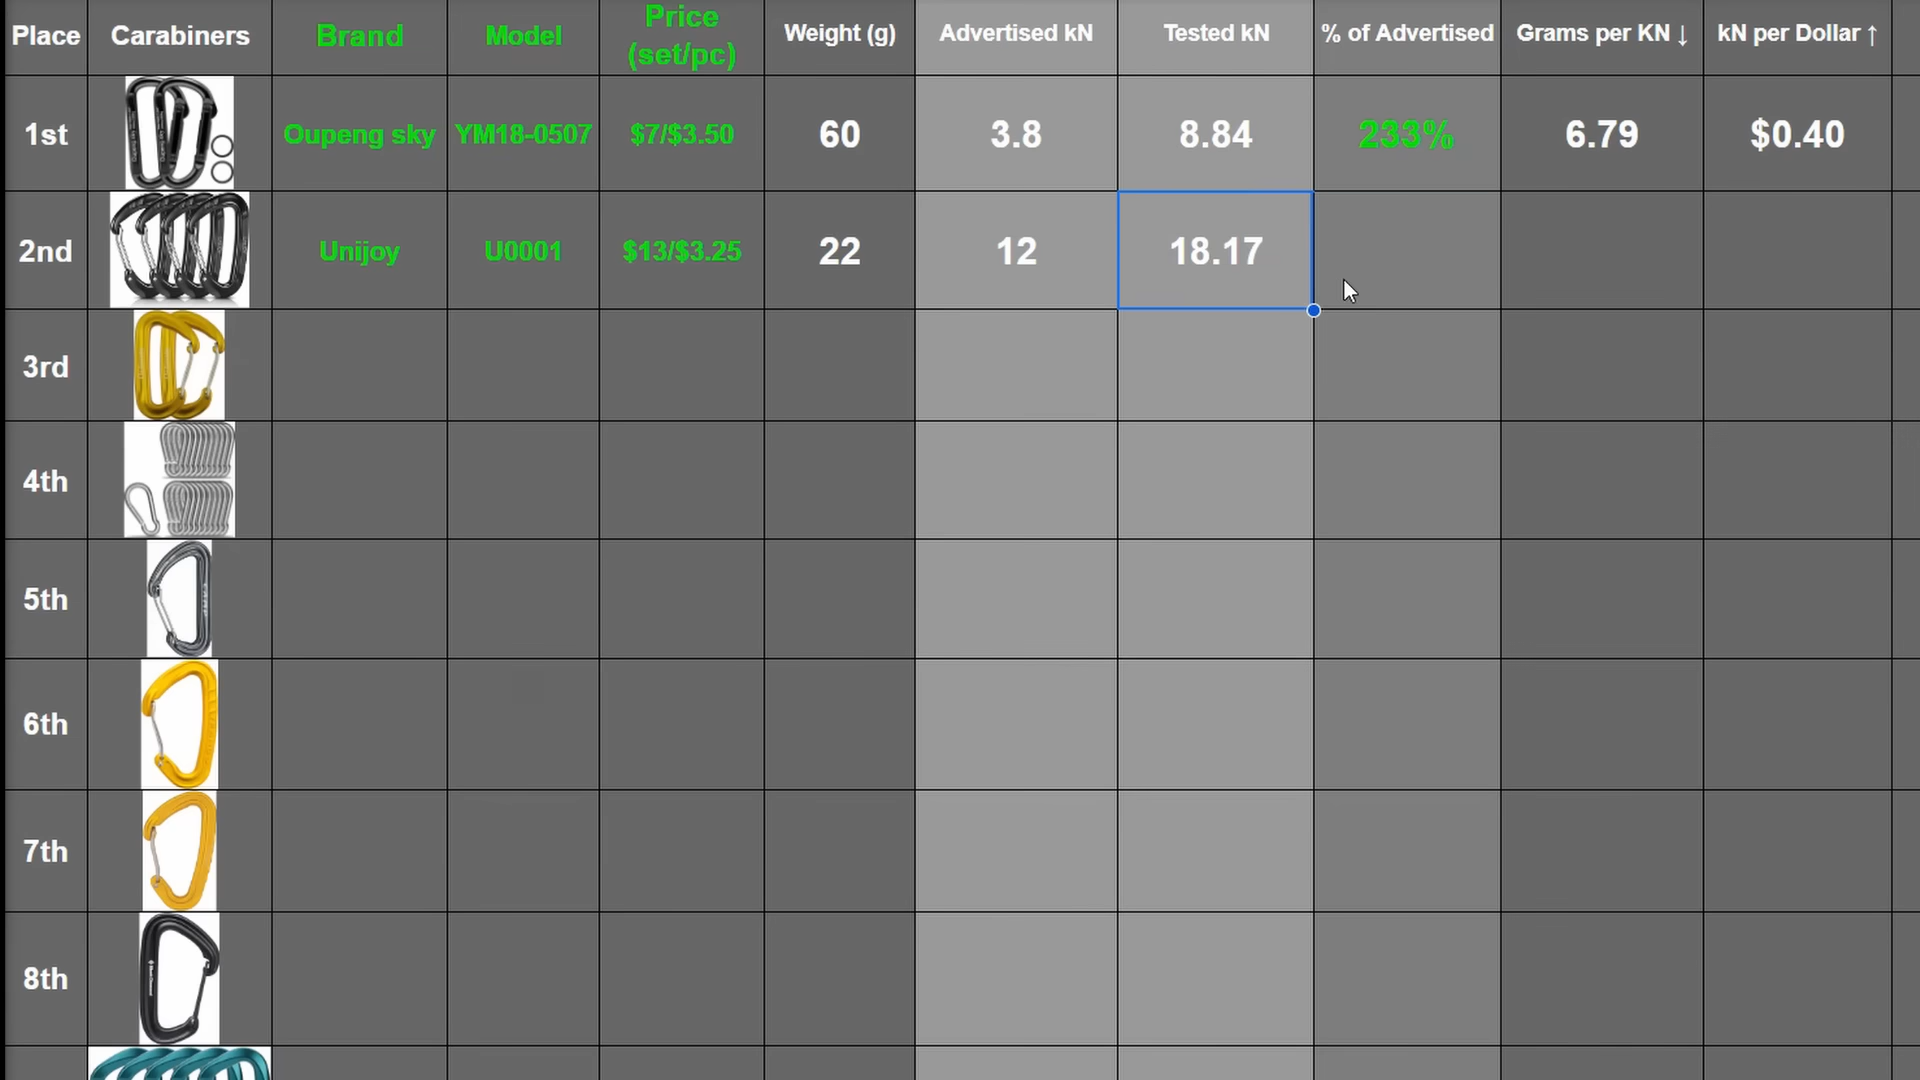 Place Carabiners Brand Model Price (set/pc) Weight (g) Advertised kN Tested kN % of Advertised Grams per KN ↓ kN per Dollar ↑
1st Oupeng sky YM18-0507 $7/$3.50 60 3.8 8.84 233% 6.79 $0.40
2nd Unijoy U0001 $13/$3.25 22 12 18.17
3rd
4th
5th
6th
7th
8th